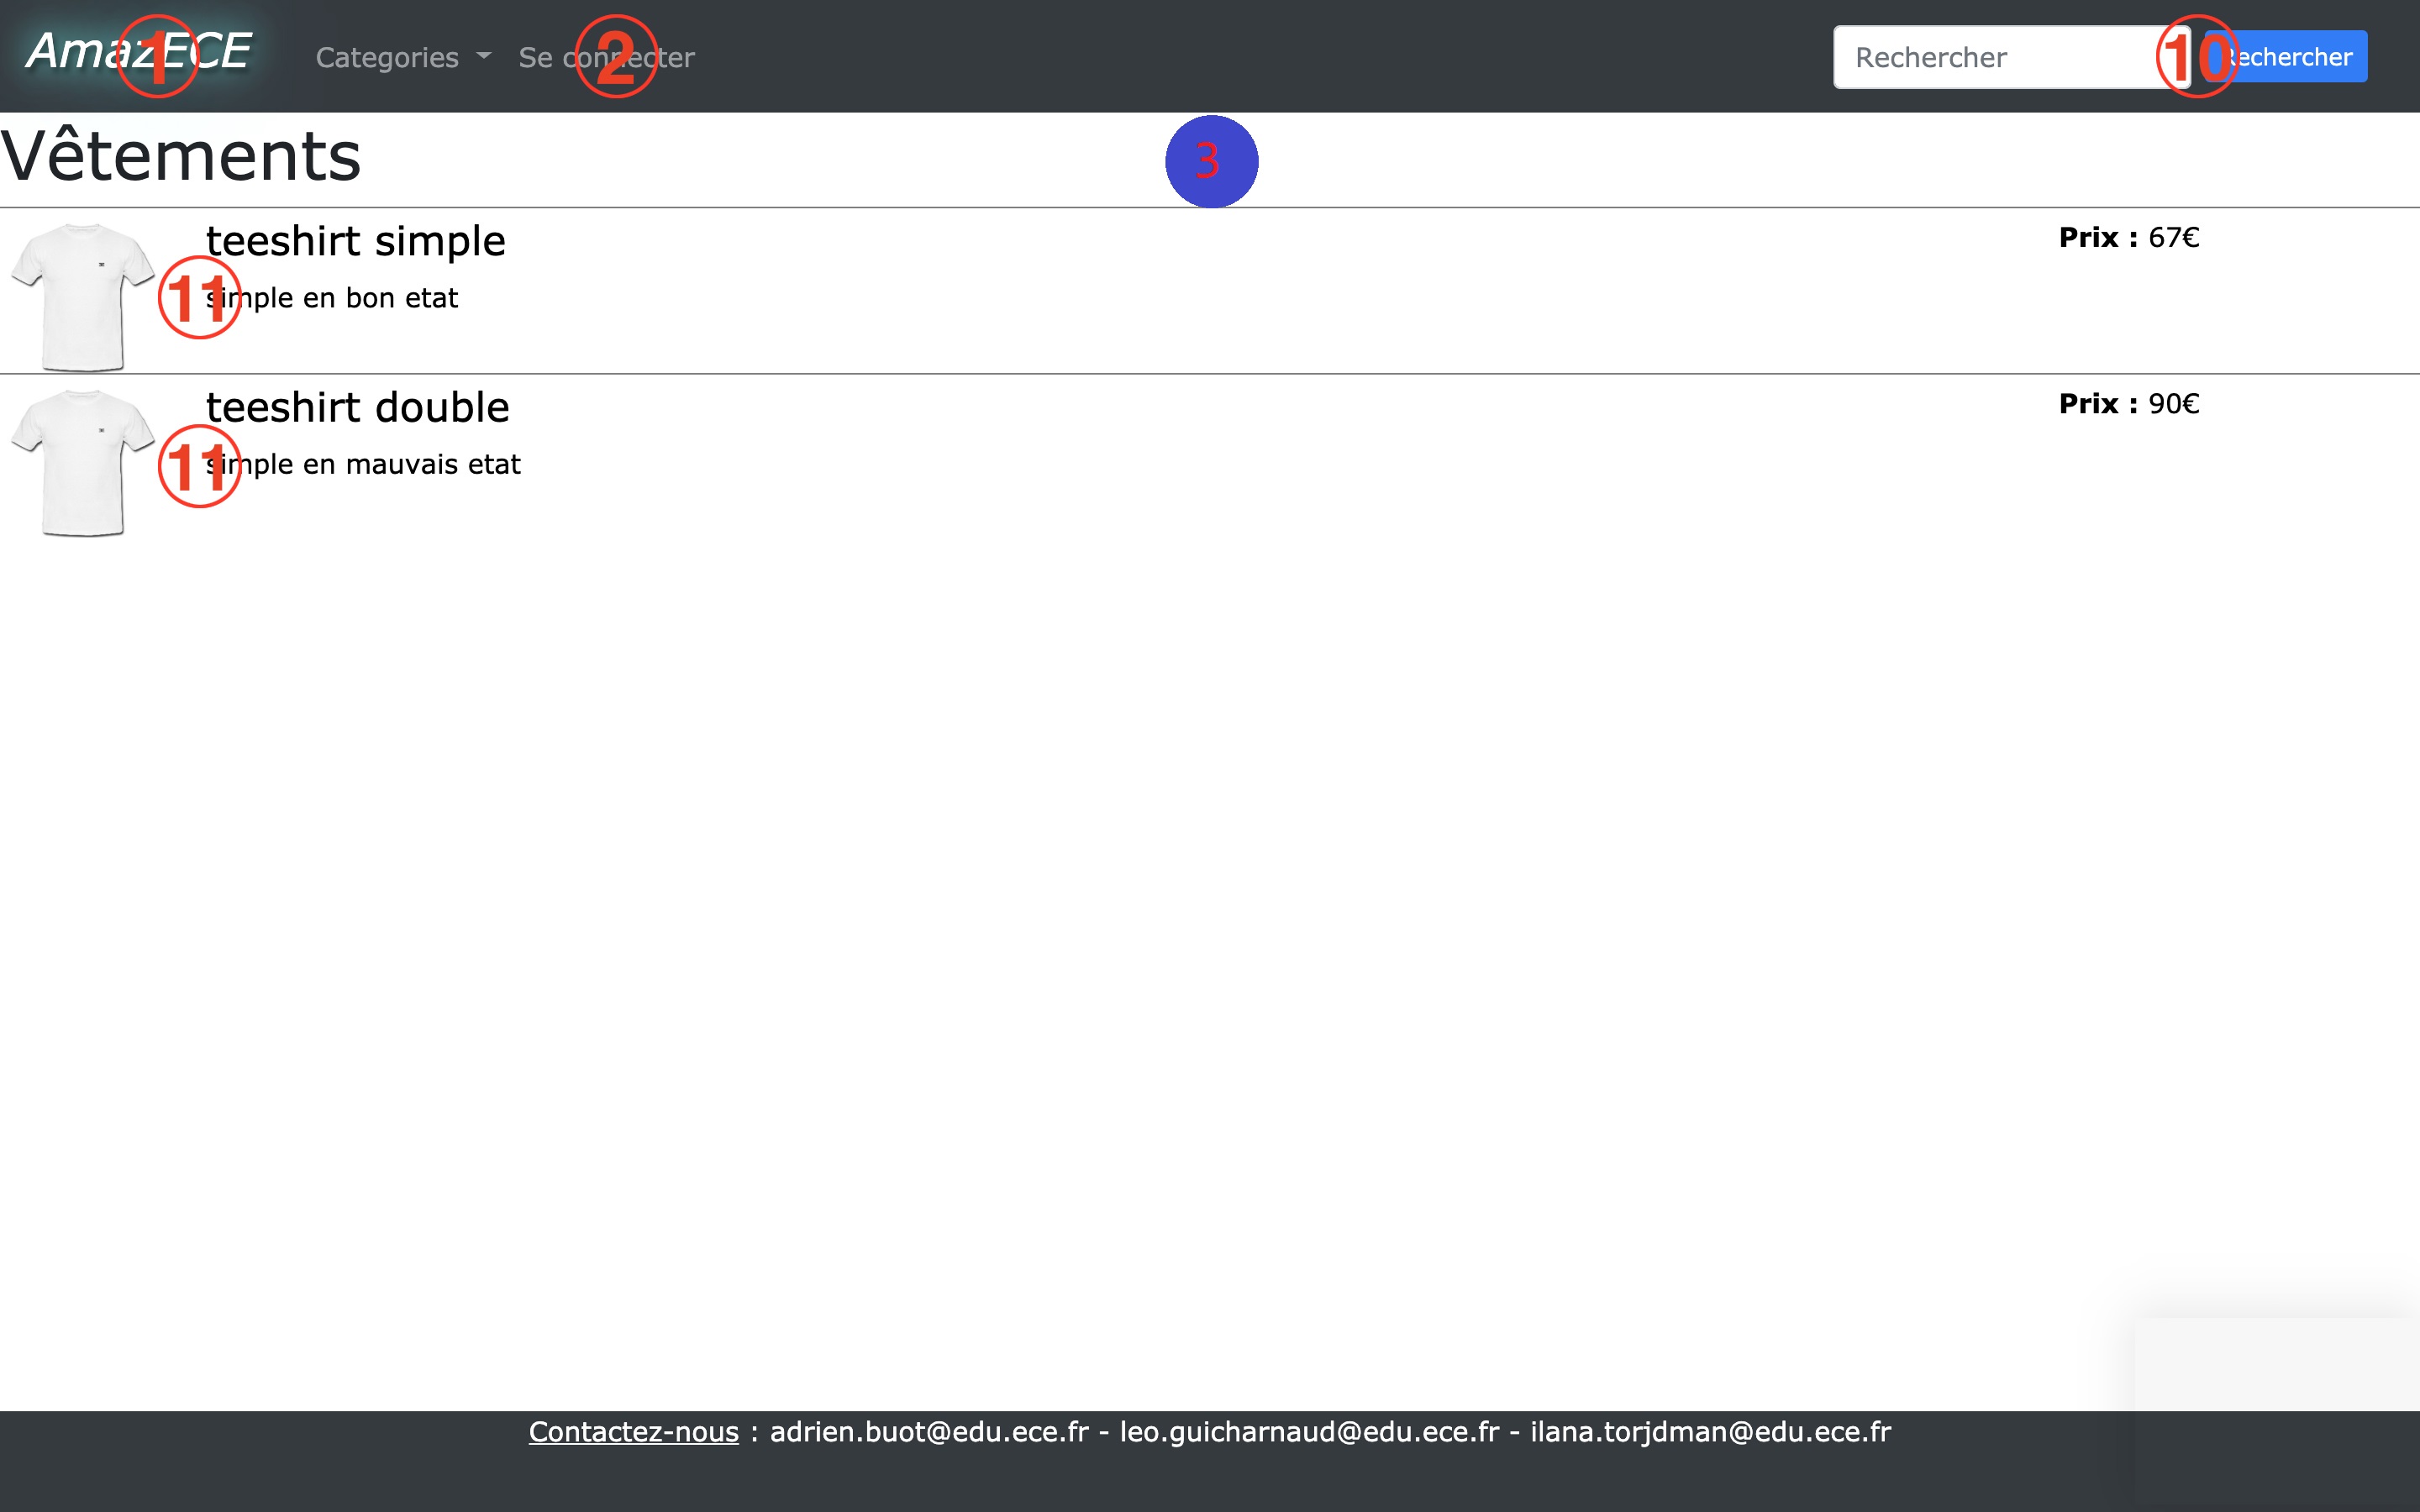 AmazECE Categories Se connecter Rechercher Rechercher
1 2 10
Vêtements
3
teeshirt simple Prix : 67€
11
simple en bon etat
teeshirt double Prix : 90€
11
simple en mauvais etat
Contactez-nous : adrien.buot@edu.ece.fr - leo.guicharnaud@edu.ece.fr - ilana.torjdman@edu.ece.fr